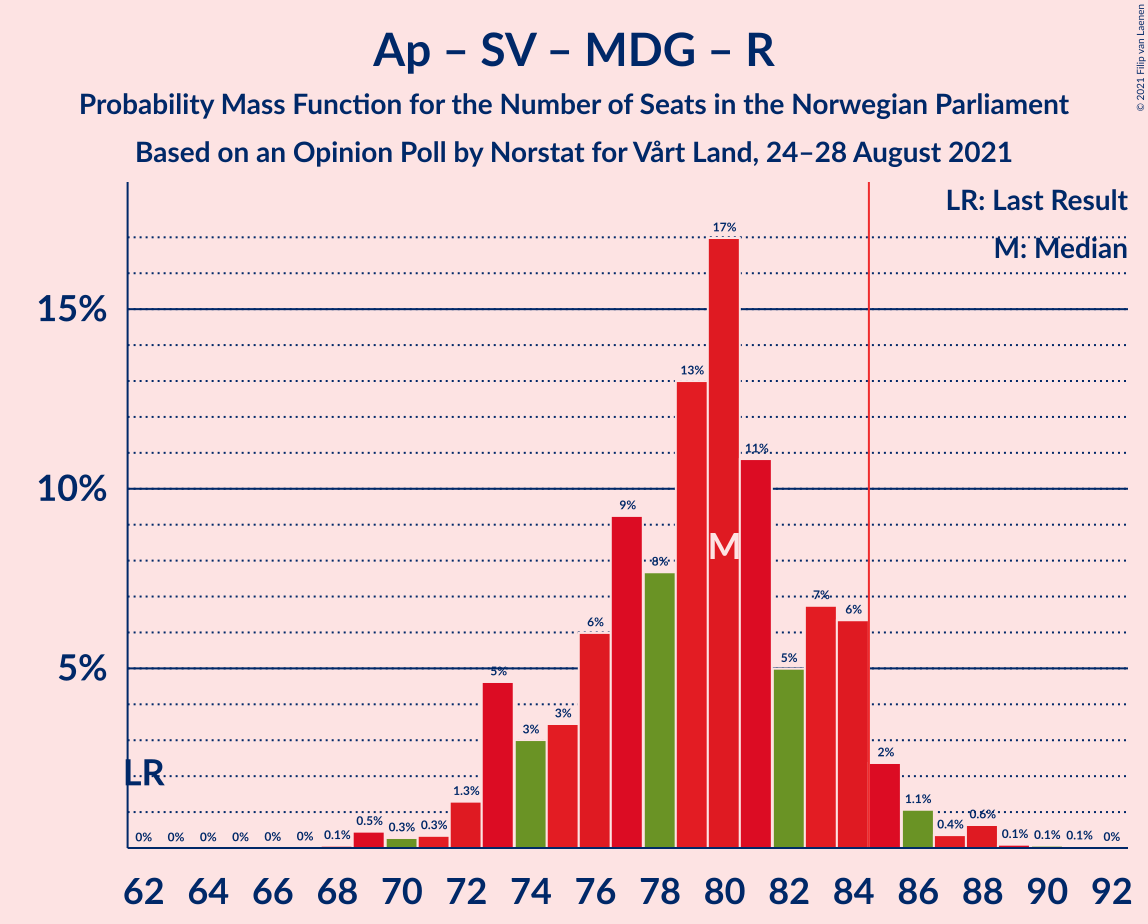 Ap – SV – MDG – R
Probability Mass Function for the Number of Seats in the Norwegian Parliament
Based on an Opinion Poll by Norstat for Vårt Land, 24–28 August 2021
© 2021 Filip van Laenen
LR: Last Result
M: Median
17%
15%
13%
11%
10%
9%
8%
M
7%
6%
6%
5%
5%
5%
3%
3%
2%
LR
1.3%
1.1%
0.6%
0.5%
0.4%
0.3%
0.3%
0% 0% 0% 0% 0% 0% 0.1% 0.1% 0.1% 0.1% 0%
62 64 66 68 70 72 74 76 78 80 82 84 86 88 90 92